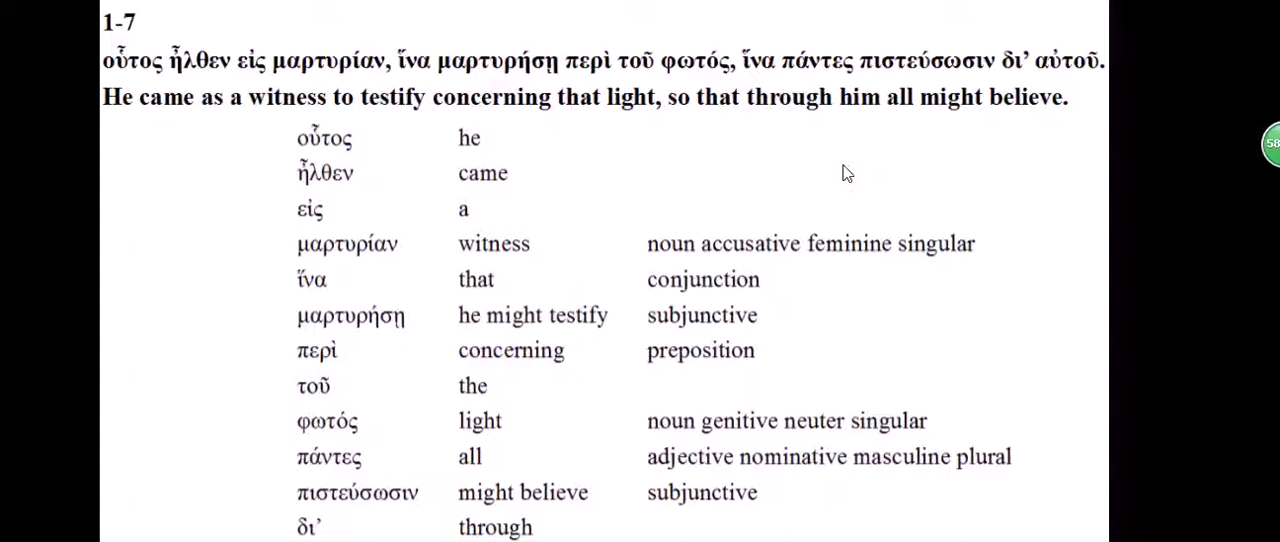 1-7
οὗτος ἦλθεν εἰς μαρτυρίαν, ἵνα μαρτυρήσῃ περὶ τοῦ φωτός, ἵνα πάντες πιστεύσωσιν δι’ αὐτοῦ.
He came as a witness to testify concerning that light, so that through him all might believe.
οὗτος he
ἦλθεν came
εἰς a
μαρτυρίαν witness noun accusative feminine singular
ἵνα that conjunction
μαρτυρήσῃ he might testify subjunctive
περὶ concerning preposition
τοῦ the
φωτός light noun genitive neuter singular
πάντες all adjective nominative masculine plural
πιστεύσωσιν might believe subjunctive
δι’ through
58